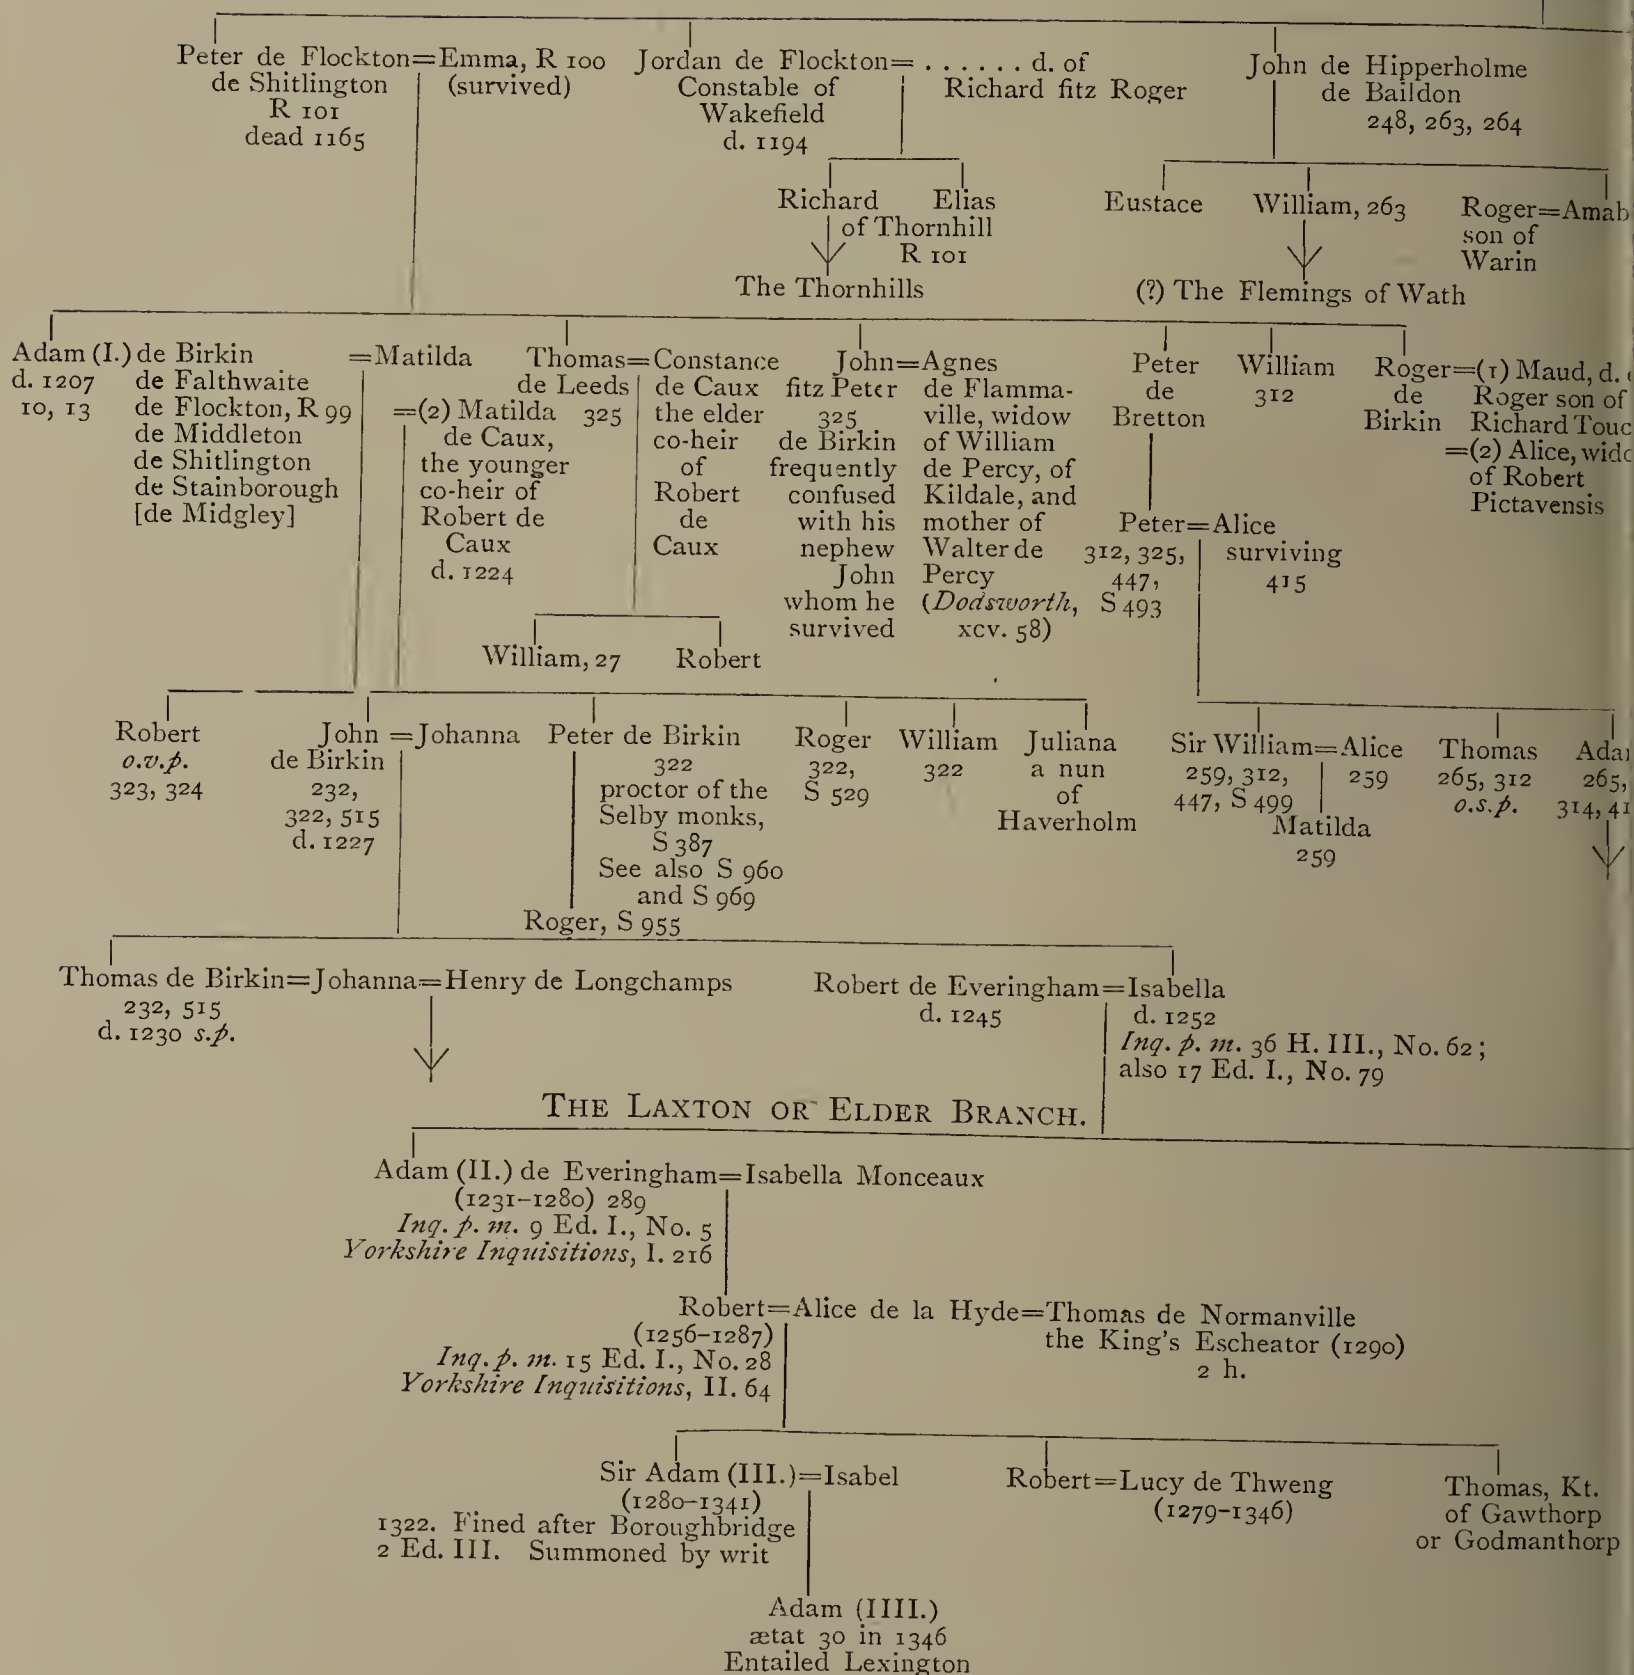 Peter de Flockton=Emma, R 100
de Shitlington (survived)
R 101
dead 1165
Jordan de Flockton= . . . . . . d. of
Constable of Richard fitz Roger
Wakefield
d. 1194
John de Hipperholme
de Baildon
248, 263, 264
Richard Elias
of Thornhill
R 101
The Thornhills
Eustace William, 263
Roger=Amab
son of
Warin
(?) The Flemings of Wath
Adam (I.) de Birkin =Matilda
d. 1207 de Falthwaite
10, 13 de Flockton, R 99
de Middleton
de Shitlington
de Stainborough
[de Midgley]
=(2) Matilda
de Caux,
the younger
co-heir of
Robert de
Caux
d. 1224
Thomas=Constance
de Leeds de Caux
325 the elder
co-heir
of
Robert
de
Caux
John=Agnes
fitz Peter de Flamma-
325 ville, widow
de Birkin of William
frequently de Percy, of
confused Kildale, and
with his mother of
nephew Walter de
John Percy
whom he (Dodsworth,
survived xcv. 58)
Peter
de
Bretton
William
312
Roger=(1) Maud, d.
de Roger son of
Birkin Richard Touc
=(2) Alice, wido
of Robert
Pictavensis
Peter=Alice
312, 325, surviving
447, 415
S 493
William, 27 Robert
Robert
o.v.p.
323, 324
John =Johanna
de Birkin
232,
322, 515
d. 1227
Peter de Birkin
322
proctor of the
Selby monks,
S 387
See also S 960
and S 969
Roger, S 955
Roger
322,
S 529
William
322
Juliana
a nun
of
Haverholm
Sir William=Alice
259, 312, 259
447, S 499
Matilda
259
Thomas
265, 312
o.s.p.
Ada
265,
314, 41
Thomas de Birkin=Johanna=Henry de Longchamps
232, 515
d. 1230 s.p.
Robert de Everingham=Isabella
d. 1245 d. 1252
Inq. p. m. 36 H. III., No. 62;
also 17 Ed. I., No. 79
THE LAXTON OR ELDER BRANCH.
Adam (II.) de Everingham=Isabella Monceaux
(1231–1280) 289
Inq. p. m. 9 Ed. I., No. 5
Yorkshire Inquisitions, I. 216
Robert=Alice de la Hyde=Thomas de Normanville
(1256–1287) the King's Escheator (1290)
Inq. p. m. 15 Ed. I., No. 28 2 h.
Yorkshire Inquisitions, II. 64
Sir Adam (III.)=Isabel
(1280–1341)
1322. Fined after Boroughbridge
2 Ed. III. Summoned by writ
Robert=Lucy de Thweng
(1279–1346)
Thomas, Kt.
of Gawthorp
or Godmanthorp
Adam (IIII.)
ætat 30 in 1346
Entailed Lexington